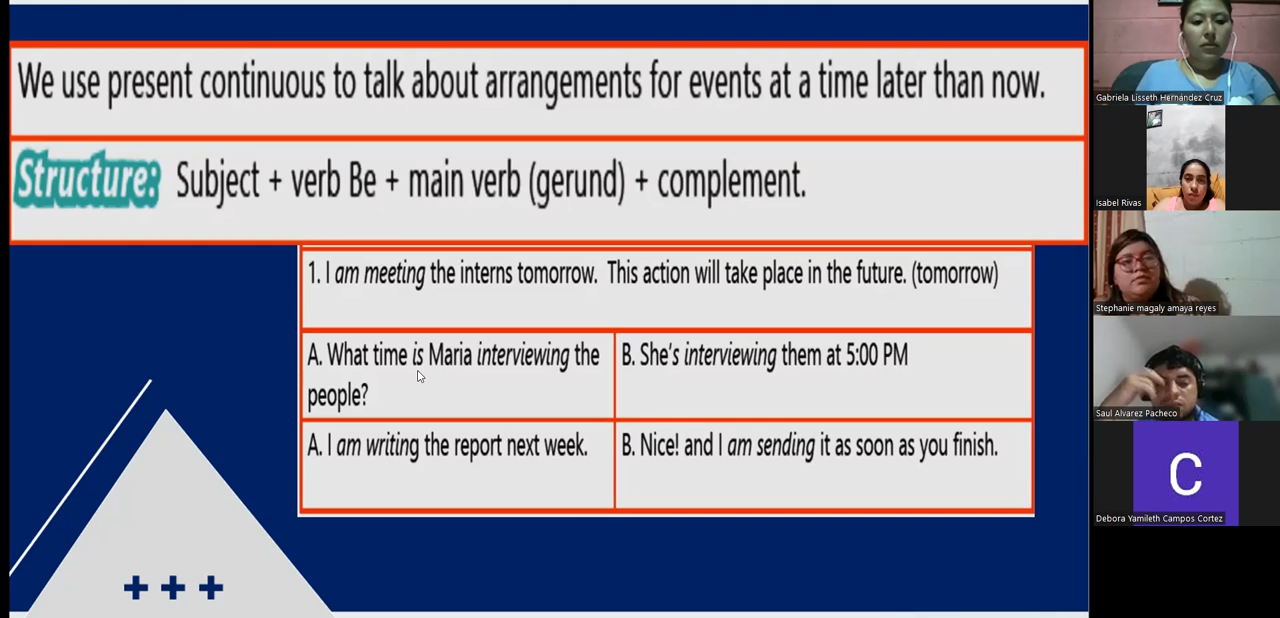 We use present continuous to talk about arrangements for events at a time later than now.
Structure: Subject + verb Be + main verb (gerund) + complement.
1. I am meeting the interns tomorrow. This action will take place in the future. (tomorrow)
A. What time is Maria interviewing the
people?
B. She's interviewing them at 5:00 PM
A. I am writing the report next week.
B. Nice! and I am sending it as soon as you finish.
Gabriela Lisseth Hernández Cruz
Isabel Rivas
Stephanie magaly amaya reyes
Saul Alvarez Pacheco
C
Debora Yamileth Campos Cortez